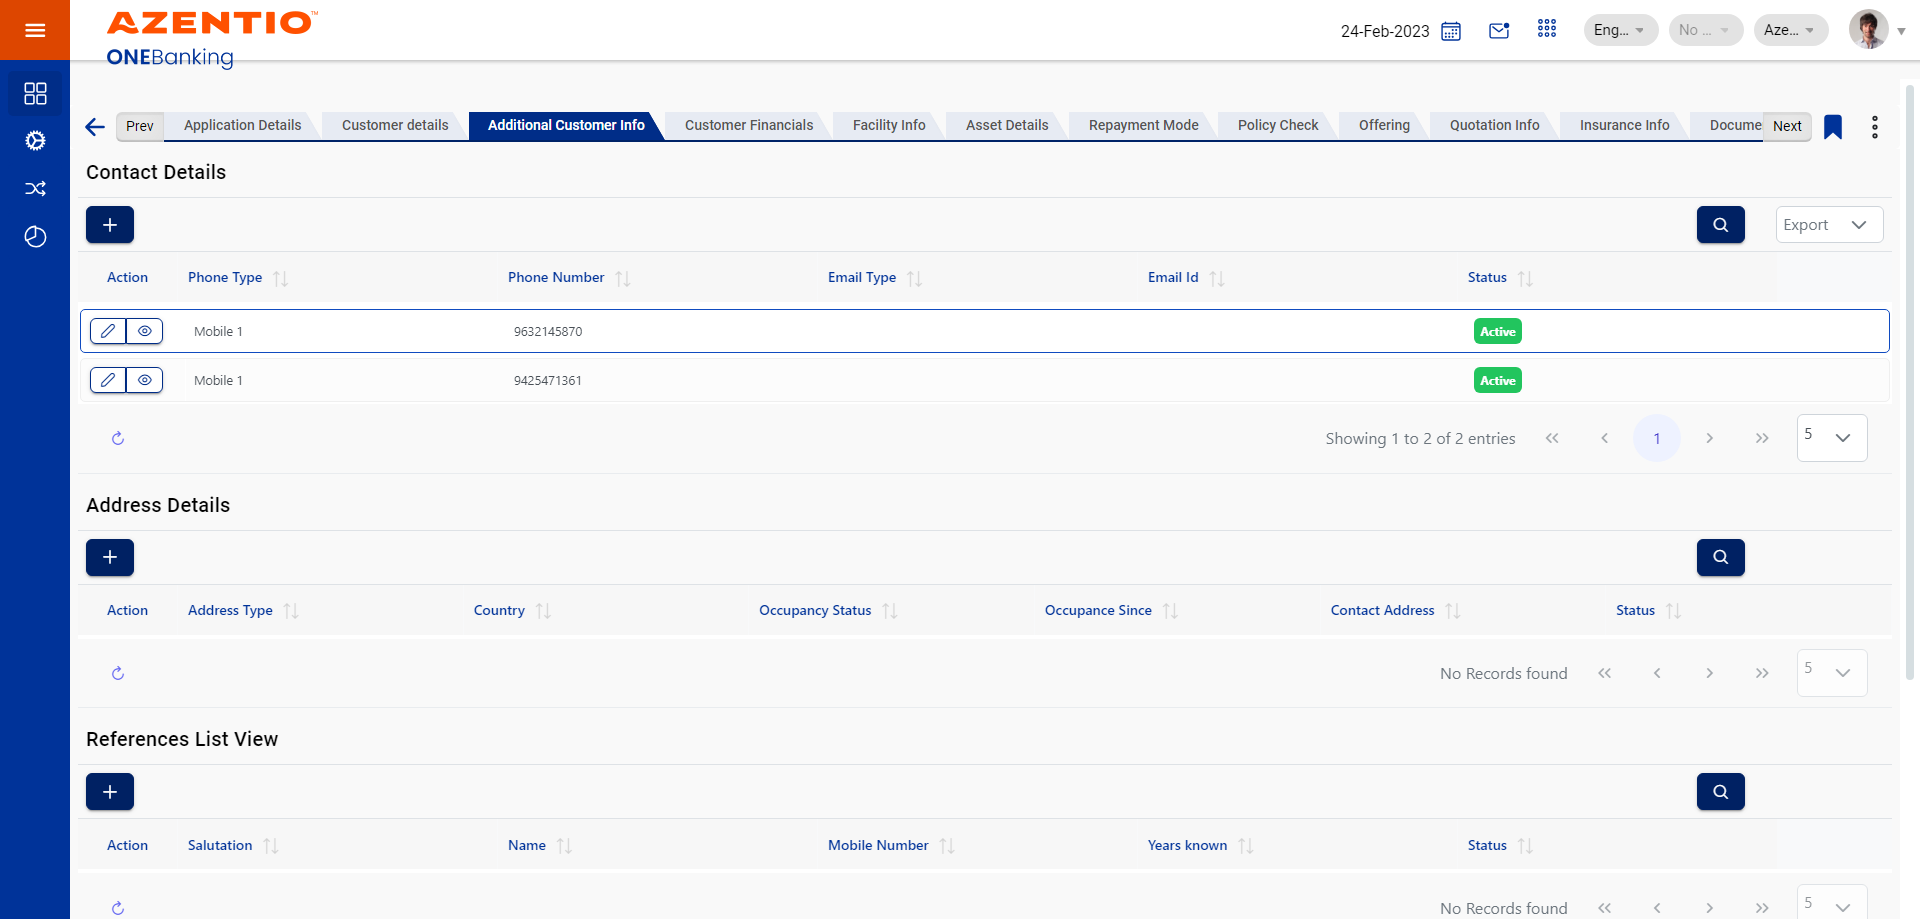 AZENTIO™
ONEBanking
24-Feb-2023
Eng...
No ...
Aze...
Prev
Application Details
Customer details
Additional Customer Info
Customer Financials
Facility Info
Asset Details
Repayment Mode
Policy Check
Offering
Quotation Info
Insurance Info
Docume
Next
Contact Details
Export
Action Phone Type Phone Number Email Type Email Id Status
Mobile 1 9632145870 Active
Mobile 1 9425471361 Active
Showing 1 to 2 of 2 entries 1 5
Address Details
Action Address Type Country Occupancy Status Occupance Since Contact Address Status
No Records found 5
References List View
Action Salutation Name Mobile Number Years known Status
No Records found 5